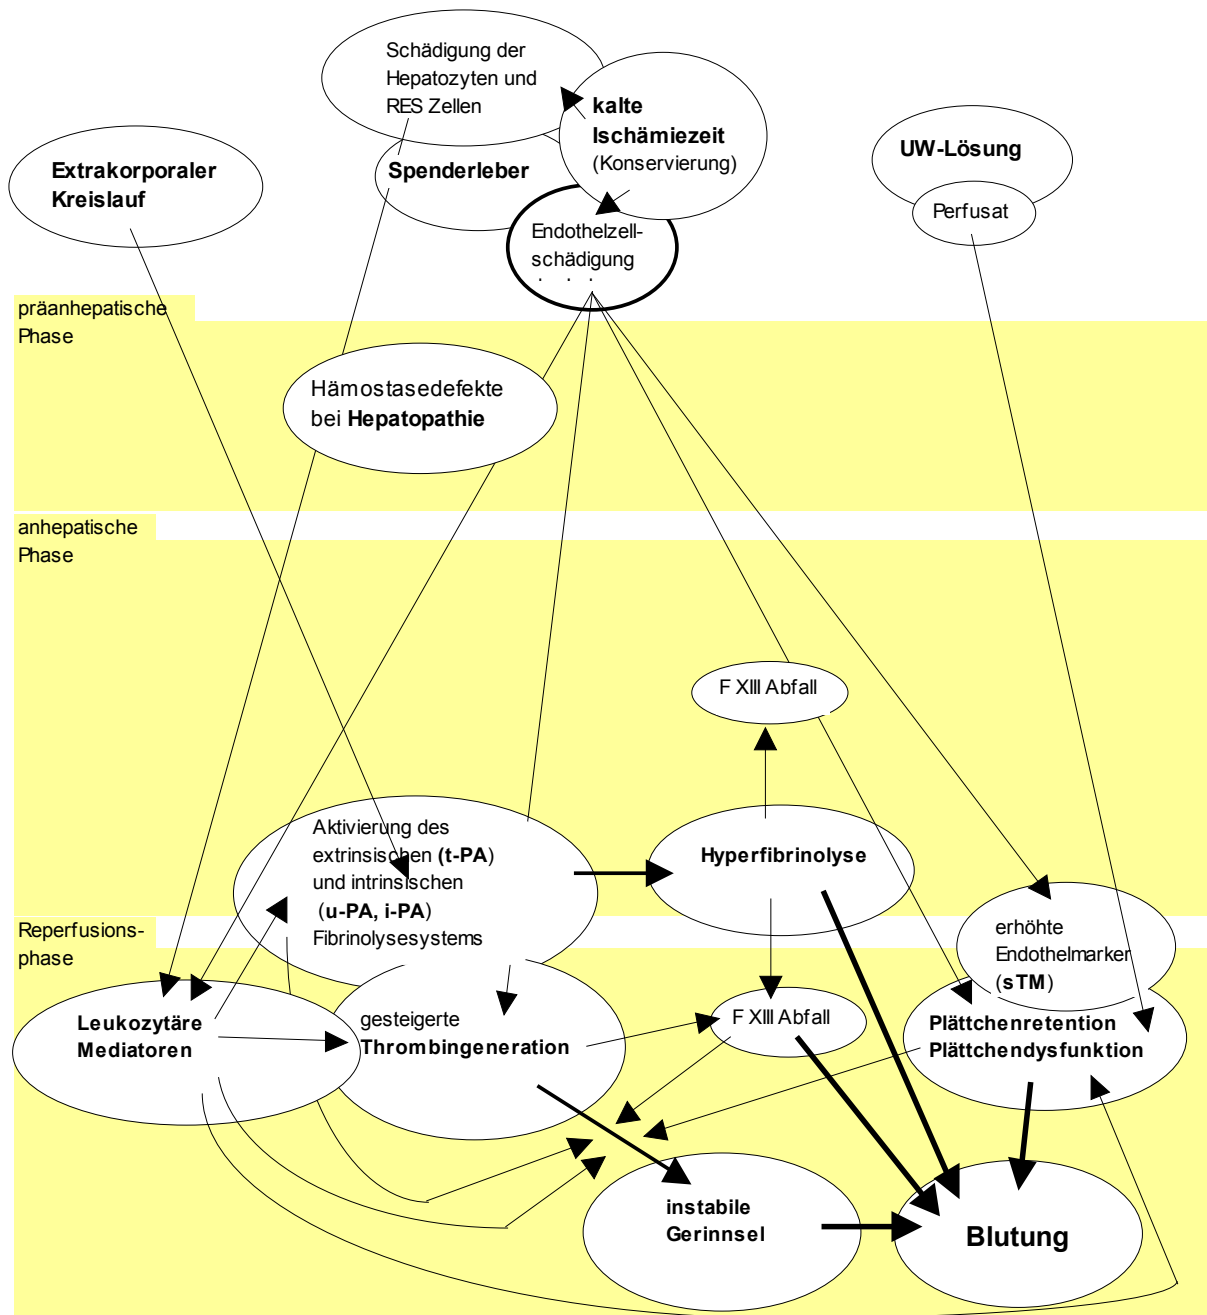 Schädigung der
Hepatozyten und
RES Zellen
kalte
Ischämiezeit
(Konservierung)
UW-Lösung
Perfusat
Extrakorporaler
Kreislauf
Spenderleber
Endothelzell-
schädigung
präanhepatische
Phase
Hämostasedefekte
bei Hepatopathie
anhepatische
Phase
F XIII Abfall
Aktivierung des
extrinsischen (t-PA)
und intrinsischen
(u-PA, i-PA)
Fibrinolysesystems
Hyperfibrinolyse
Reperfusions-
phase
erhöhte
Endothelmarker
(sTM)
Leukozytäre
Mediatoren
gesteigerte
Thrombingeneration
F XIII Abfall
Plättchenretention
Plättchendysfunktion
instabile
Gerinnsel
Blutung